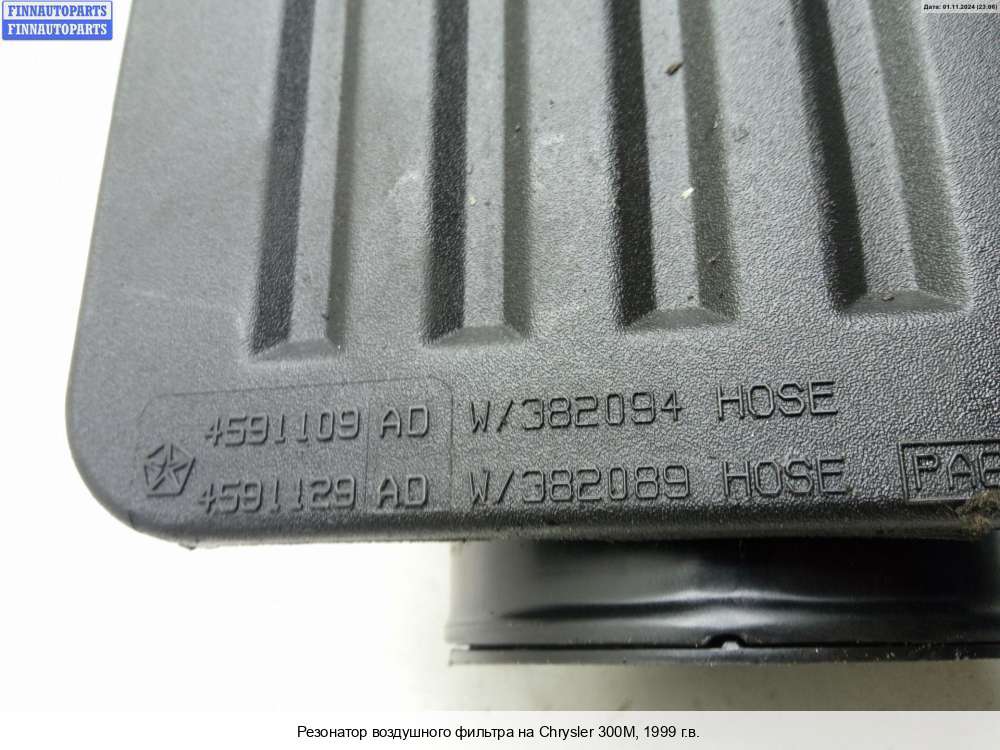 FINNAUTOPARTS
FINNAUTOPARTS
Дата: 01.11.2024 (23:06)
4591109 AD W/382094 HOSE
4591129 AD W/382089 HOSE
Резонатор воздушного фильтра на Chrysler 300M, 1999 г.в.